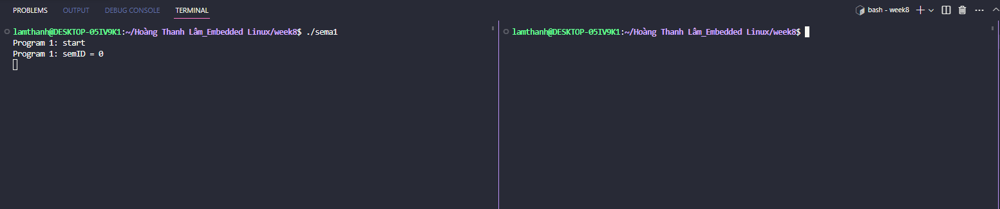 PROBLEMS OUTPUT DEBUG CONSOLE TERMINAL bash - week8
lamthanh@DESKTOP-05IV9K1:~/Hoàng Thanh Lâm_Embedded Linux/week8$ ./sema1
Program 1: start
Program 1: semID = 0
lamthanh@DESKTOP-05IV9K1:~/Hoàng Thanh Lâm_Embedded Linux/week8$